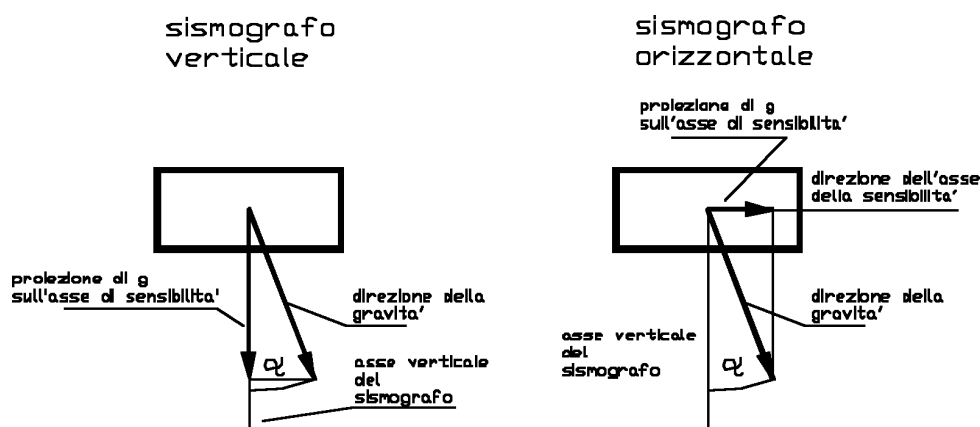 sismografo
verticale
proiezione di g
sull'asse di sensibilita'
direzione della
gravita'
α
asse verticale
del
sismografo
sismografo
orizzontale
proiezione di g
sull'asse di sensibilita'
direzione dell'asse
della sensibilita'
direzione della
gravita'
asse verticale
del
sismografo
α